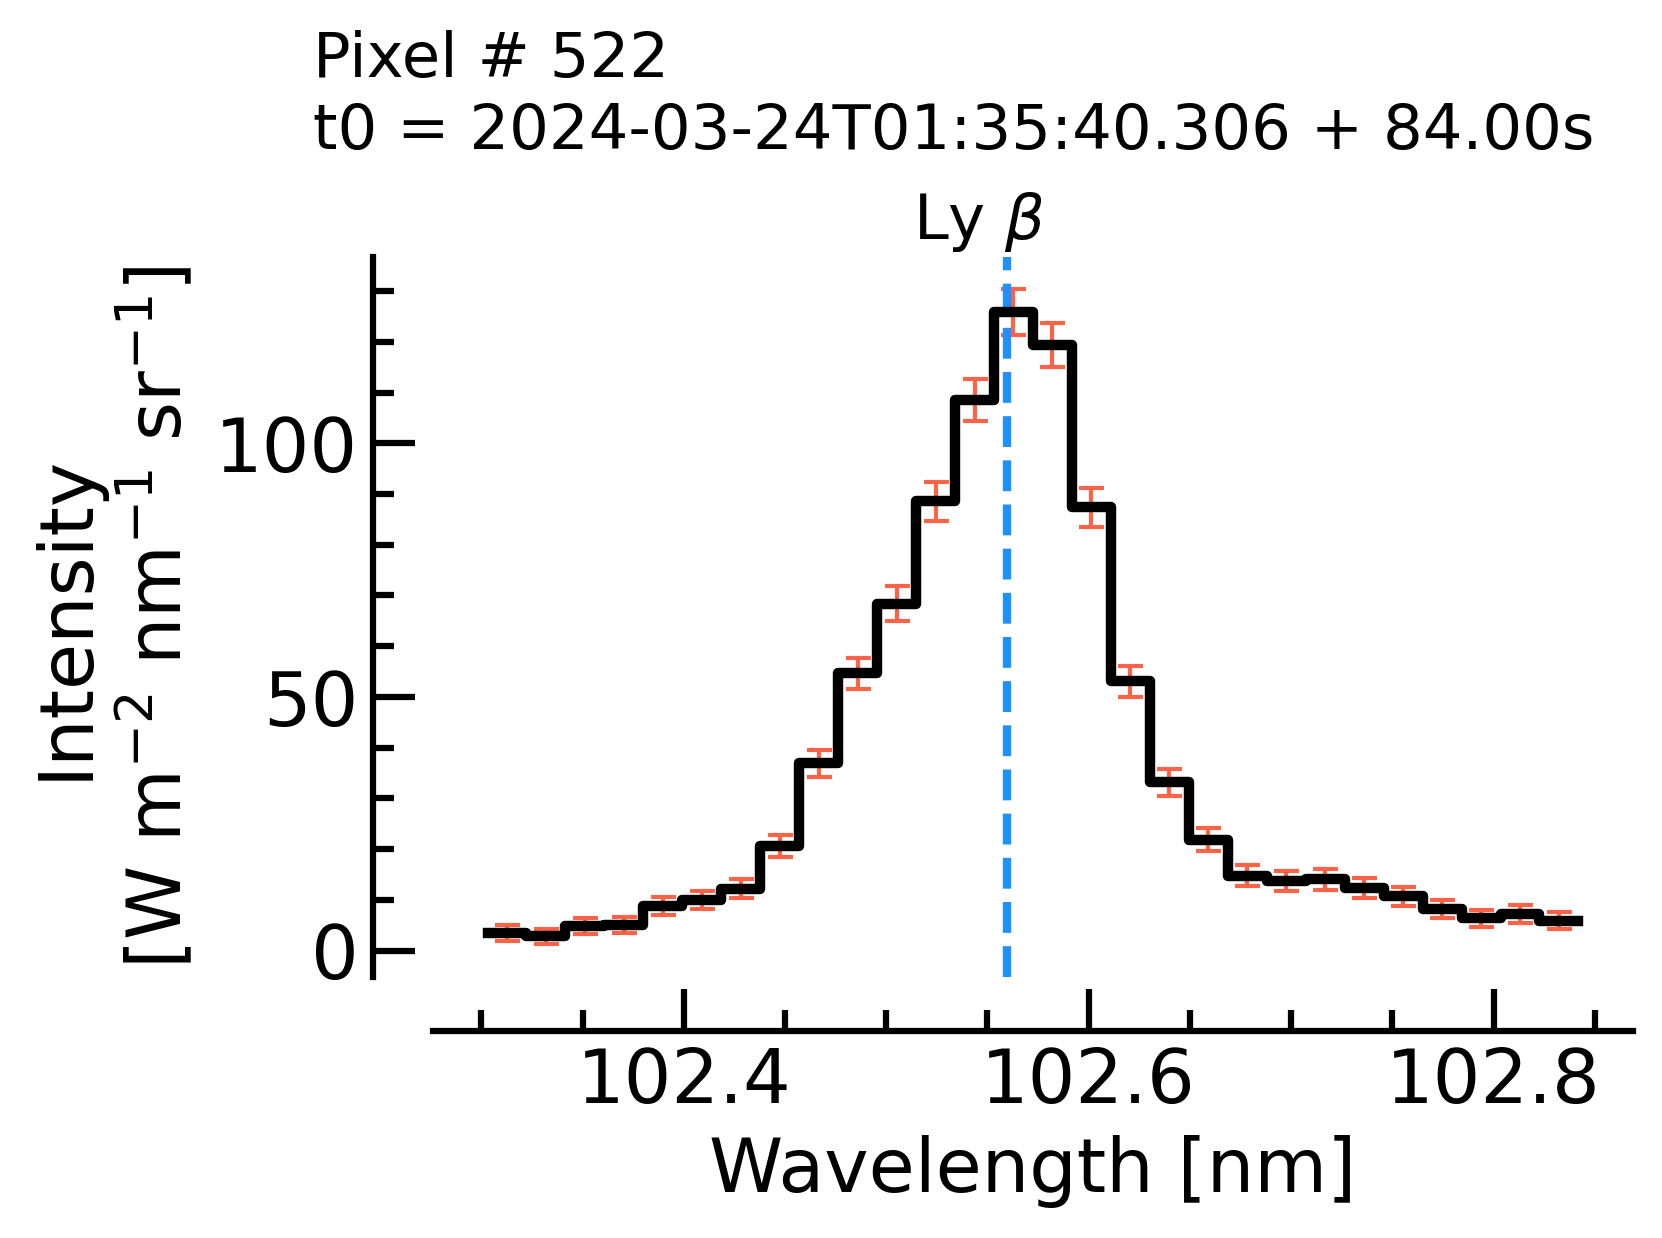 Pixel # 522
t0 = 2024-03-24T01:35:40.306 + 84.00s
Ly β
Intensity
[W m⁻² nm⁻¹ sr⁻¹]
100
50
0
102.4 102.6 102.8
Wavelength [nm]